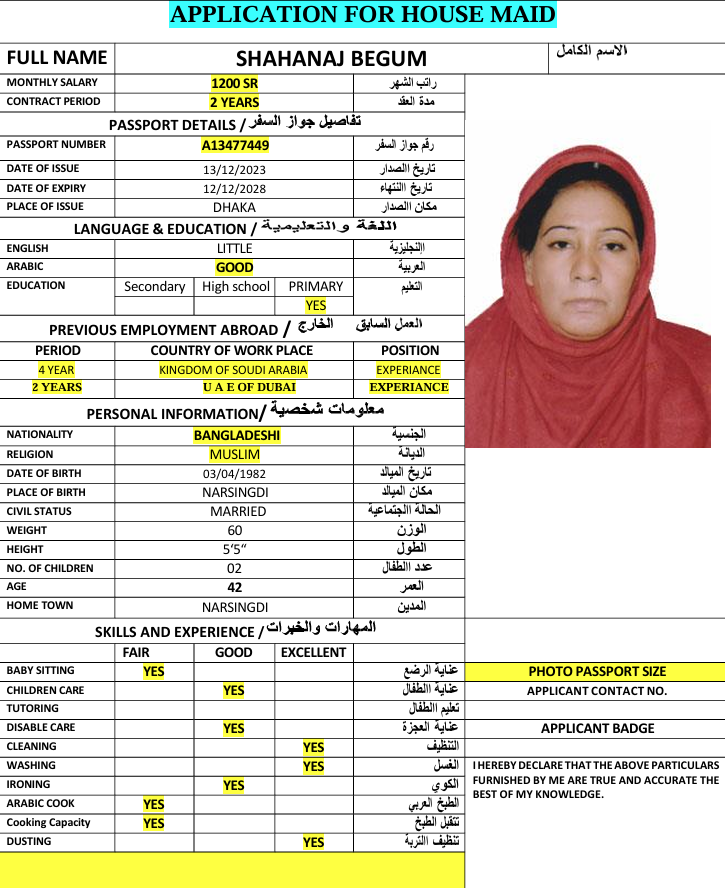 APPLICATION FOR HOUSE MAID
FULL NAME SHAHANAJ BEGUM الاسم الكامل
MONTHLY SALARY 1200 SR راتب الشهر
CONTRACT PERIOD 2 YEARS مدة العقد
PASSPORT DETAILS / تفاصيل جواز السفر
PASSPORT NUMBER A13477449 رقم جواز السفر
DATE OF ISSUE 13/12/2023 تاريخ االصدار
DATE OF EXPIRY 12/12/2028 تاريخ االنتهاء
PLACE OF ISSUE DHAKA مكان االصدار
LANGUAGE & EDUCATION / اللغة والتعليمية
ENGLISH LITTLE اإلنجليزية
ARABIC GOOD العربية
EDUCATION Secondary High school PRIMARY التعليم
YES
PREVIOUS EMPLOYMENT ABROAD / العمل السابق الخارج
PERIOD COUNTRY OF WORK PLACE POSITION
4 YEAR KINGDOM OF SOUDI ARABIA EXPERIANCE
2 YEARS U A E OF DUBAI EXPERIANCE
PERSONAL INFORMATION/ معلومات شخصية
NATIONALITY BANGLADESHI الجنسية
RELIGION MUSLIM الديانة
DATE OF BIRTH 03/04/1982 تاريخ الميالد
PLACE OF BIRTH NARSINGDI مكان الميالد
CIVIL STATUS MARRIED الحالة االجتماعية
WEIGHT 60 الوزن
HEIGHT 5'5“ الطول
NO. OF CHILDREN 02 عدد االطفال
AGE 42 العمر
HOME TOWN NARSINGDI المدين
SKILLS AND EXPERIENCE / المهارات والخبرات
FAIR GOOD EXCELLENT
BABY SITTING YES عناية الرضع
CHILDREN CARE YES عناية االطفال
TUTORING تعليم االطفال
DISABLE CARE YES عناية العجزة
CLEANING YES التنظيف
WASHING YES الغسل
IRONING YES الكوي
ARABIC COOK YES الطبخ العربي
Cooking Capacity YES تتقبل الطبخ
DUSTING YES تنظيف االتربة
PHOTO PASSPORT SIZE
APPLICANT CONTACT NO.
APPLICANT BADGE
I HEREBY DECLARE THAT THE ABOVE PARTICULARS
FURNISHED BY ME ARE TRUE AND ACCURATE THE
BEST OF MY KNOWLEDGE.